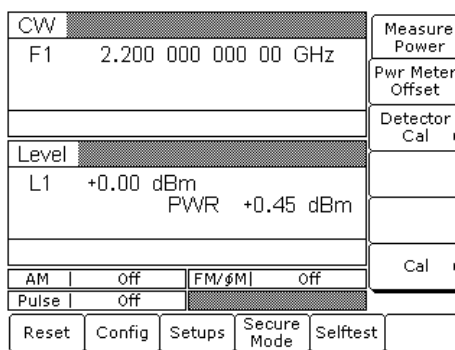 CW
F1 2.200 000 000 00 GHz
Level
L1 +0.00 dBm
PWR +0.45 dBm
AM Off FM/ϕM Off
Pulse Off
Measure
Power
Pwr Meter
Offset
Detector
Cal
Cal
Reset Config Setups Secure Mode Selftest